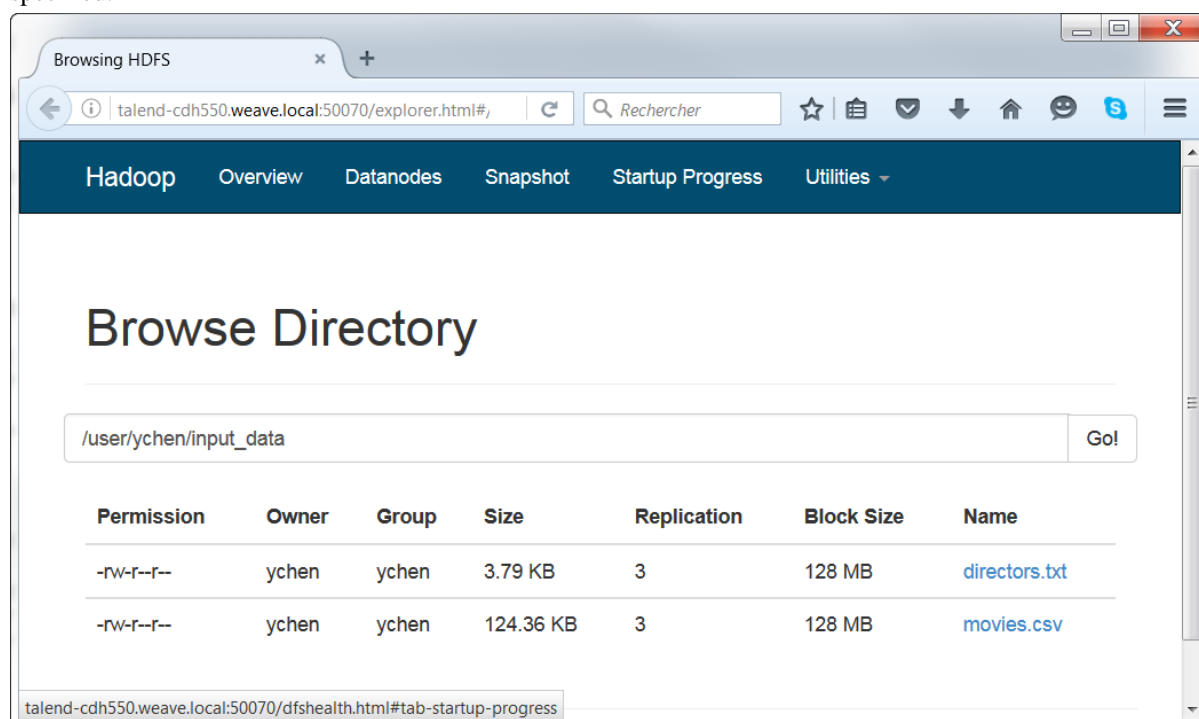 Browsing HDFS × +
talend-cdh550.weave.local:50070/explorer.html#/ Rechercher
Hadoop Overview Datanodes Snapshot Startup Progress Utilities
Browse Directory
/user/ychen/input_data Go!
Permission Owner Group Size Replication Block Size Name
-rw-r--r-- ychen ychen 3.79 KB 3 128 MB directors.txt
-rw-r--r-- ychen ychen 124.36 KB 3 128 MB movies.csv
talend-cdh550.weave.local:50070/dfshealth.html#tab-startup-progress